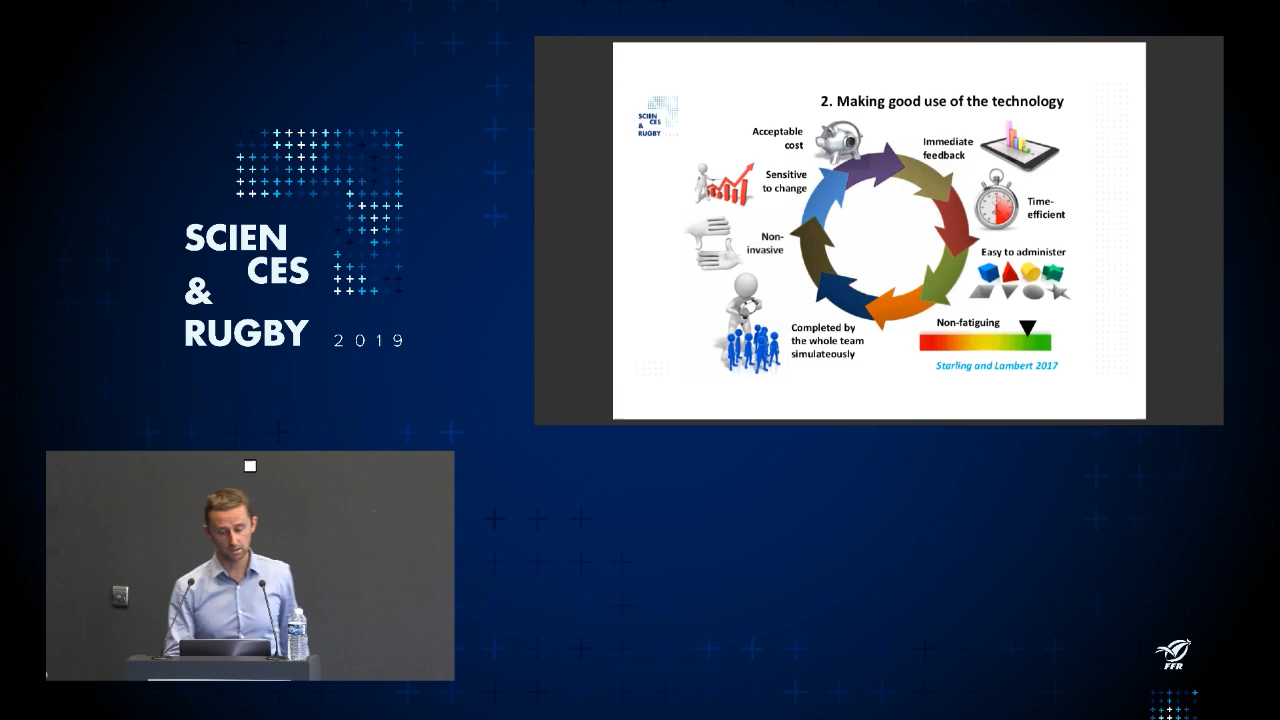 SCIEN
CES
&
RUGBY 2019
2. Making good use of the technology
SCIEN
CES
&
RUGBY
Acceptable
cost
Immediate
feedback
Sensitive
to change
Time-
efficient
Non-
invasive
Easy to administer
Non-fatiguing
Completed by
the whole team
simulateously
Starling and Lambert 2017
FFR